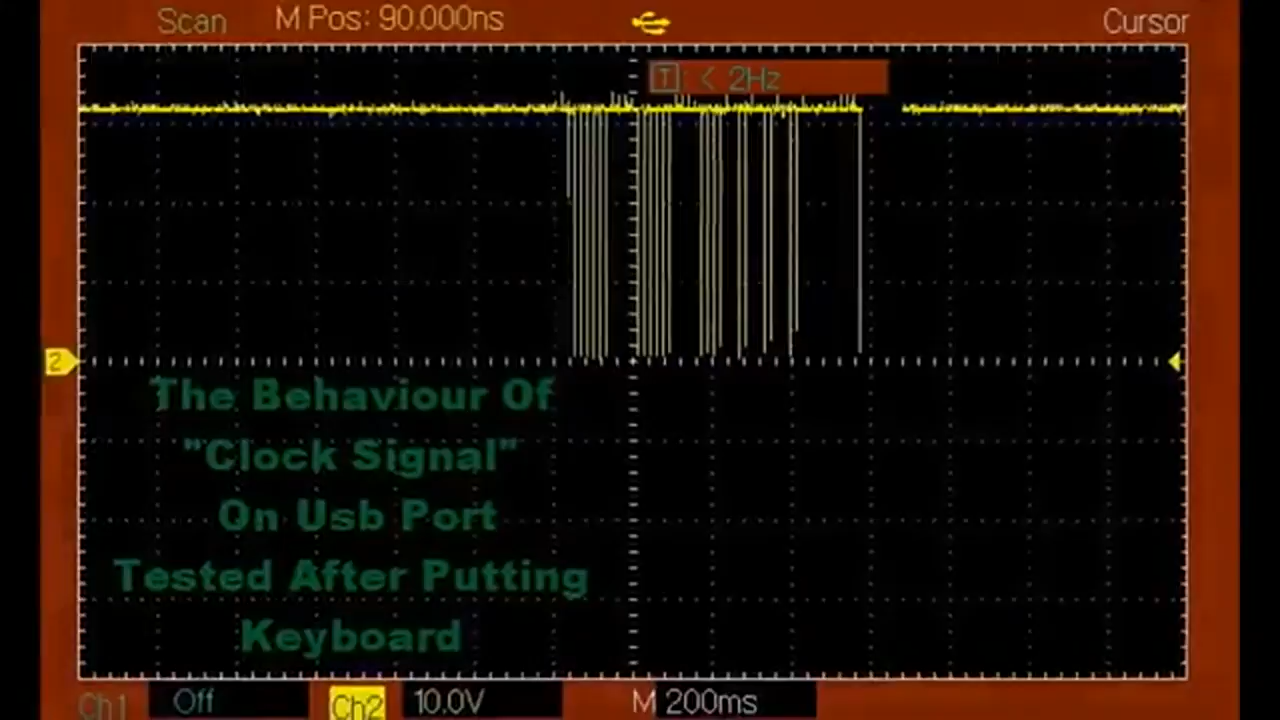 Scan M Pos: 90.000ns Cursor
T : < 2Hz
2
The Behaviour Of
"Clock Signal"
On Usb Port
Tested After Putting
Keyboard
Ch1 Off Ch2 10.0V M 200ms